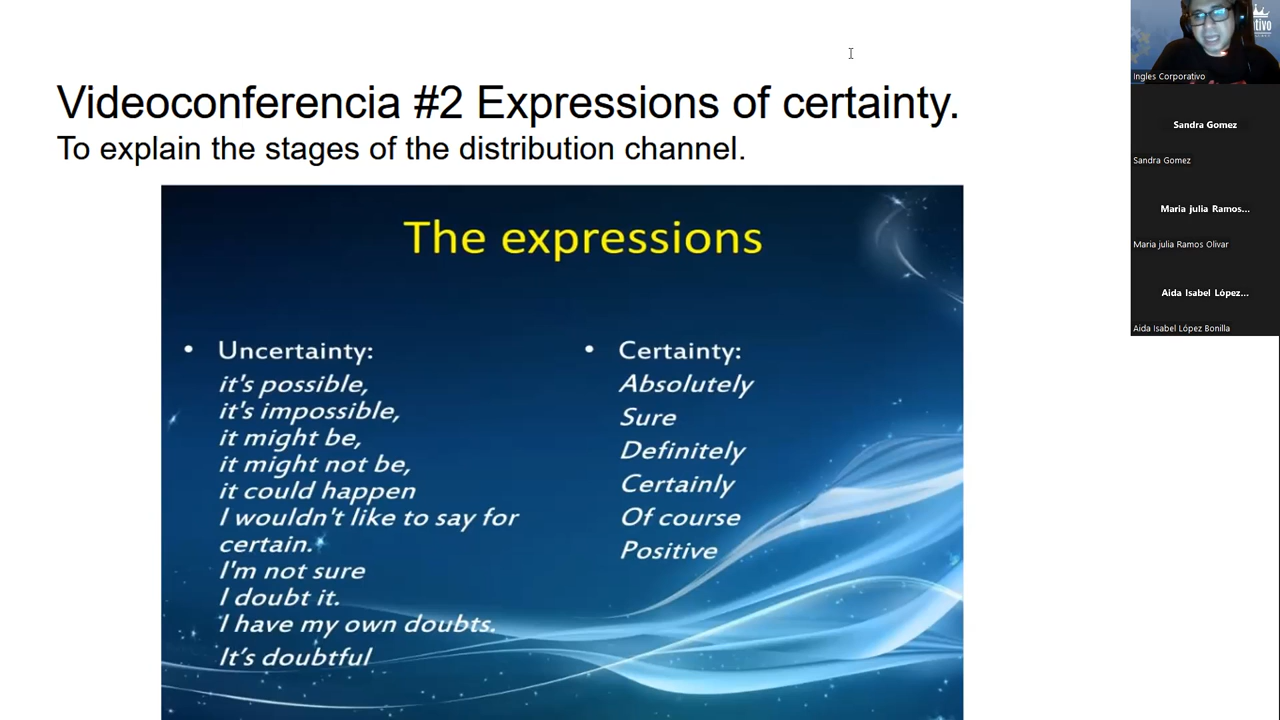 Videoconferencia #2 Expressions of certainty.
To explain the stages of the distribution channel.
The expressions
• Uncertainty:
it's possible,
it's impossible,
it might be,
it might not be,
it could happen
I wouldn't like to say for
certain.
I'm not sure
I doubt it.
I have my own doubts.
It's doubtful
• Certainty:
Absolutely
Sure
Definitely
Certainly
Of course
Positive
Ingles Corporativo
Sandra Gomez
Sandra Gomez
Maria julia Ramos...
Maria julia Ramos Olivar
Aida Isabel López...
Aida Isabel López Bonilla